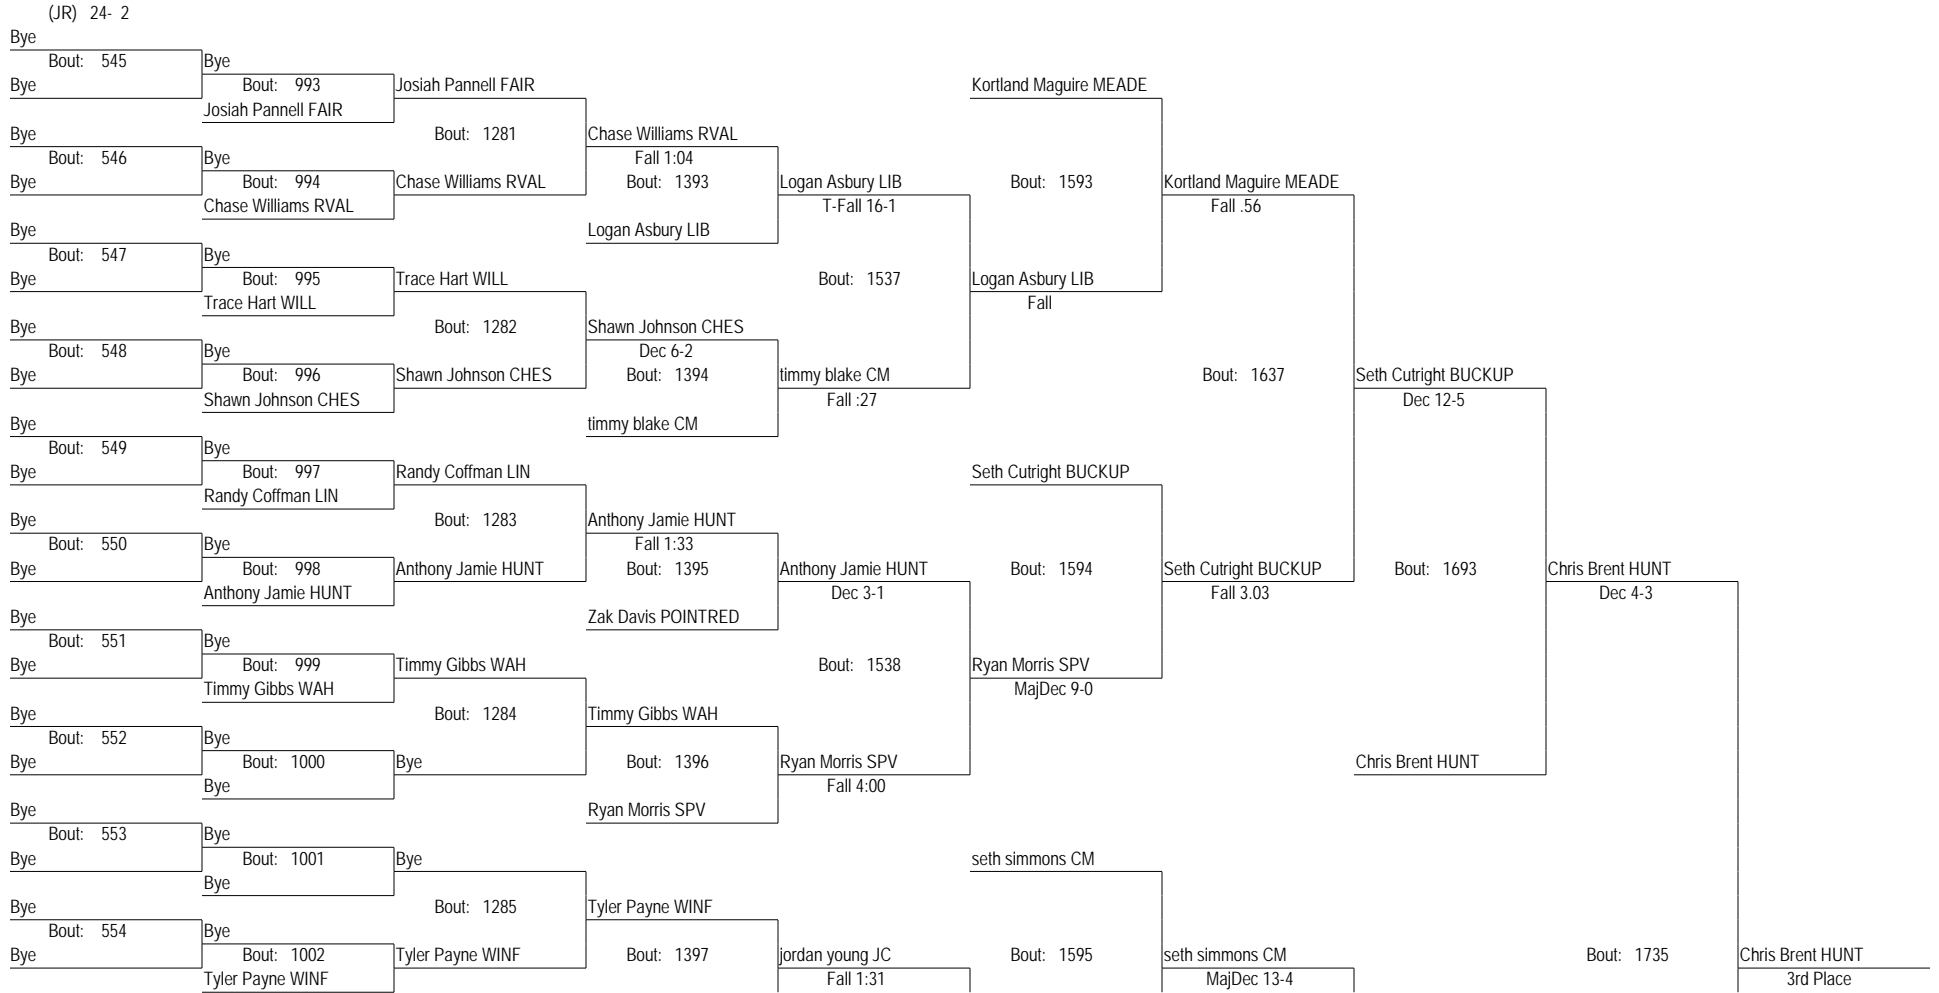 (JR) 24- 2
Bye
Bout: 545 Bye
Bye Bout: 993 Josiah Pannell FAIR Kortland Maguire MEADE
Josiah Pannell FAIR
Bye Bout: 1281 Chase Williams RVAL
Bout: 546 Bye Fall 1:04
Bye Bout: 994 Chase Williams RVAL Bout: 1393 Logan Asbury LIB Bout: 1593 Kortland Maguire MEADE
Chase Williams RVAL T-Fall 16-1 Fall .56
Bye Logan Asbury LIB
Bout: 547 Bye
Bye Bout: 995 Trace Hart WILL Bout: 1537 Logan Asbury LIB
Trace Hart WILL Fall
Bye Bout: 1282 Shawn Johnson CHES
Bout: 548 Bye Dec 6-2
Bye Bout: 996 Shawn Johnson CHES Bout: 1394 timmy blake CM Bout: 1637 Seth Cutright BUCKUP
Shawn Johnson CHES Fall :27 Dec 12-5
Bye timmy blake CM
Bout: 549 Bye
Bye Bout: 997 Randy Coffman LIN Seth Cutright BUCKUP
Randy Coffman LIN
Bye Bout: 1283 Anthony Jamie HUNT
Bout: 550 Bye Fall 1:33
Bye Bout: 998 Anthony Jamie HUNT Bout: 1395 Anthony Jamie HUNT Bout: 1594 Seth Cutright BUCKUP Bout: 1693 Chris Brent HUNT
Anthony Jamie HUNT Dec 3-1 Fall 3.03 Dec 4-3
Bye Zak Davis POINTRED
Bout: 551 Bye
Bye Bout: 999 Timmy Gibbs WAH Bout: 1538 Ryan Morris SPV
Timmy Gibbs WAH MajDec 9-0
Bye Bout: 1284 Timmy Gibbs WAH
Bout: 552 Bye
Bye Bout: 1000 Bye Bout: 1396 Ryan Morris SPV Chris Brent HUNT
Bye Fall 4:00
Bye Ryan Morris SPV
Bout: 553 Bye
Bye Bout: 1001 Bye seth simmons CM
Bye
Bye Bout: 1285 Tyler Payne WINF
Bout: 554 Bye
Bye Bout: 1002 Tyler Payne WINF Bout: 1397 jordan young JC Bout: 1595 seth simmons CM Bout: 1735 Chris Brent HUNT
Tyler Payne WINF Fall 1:31 MajDec 13-4 3rd Place